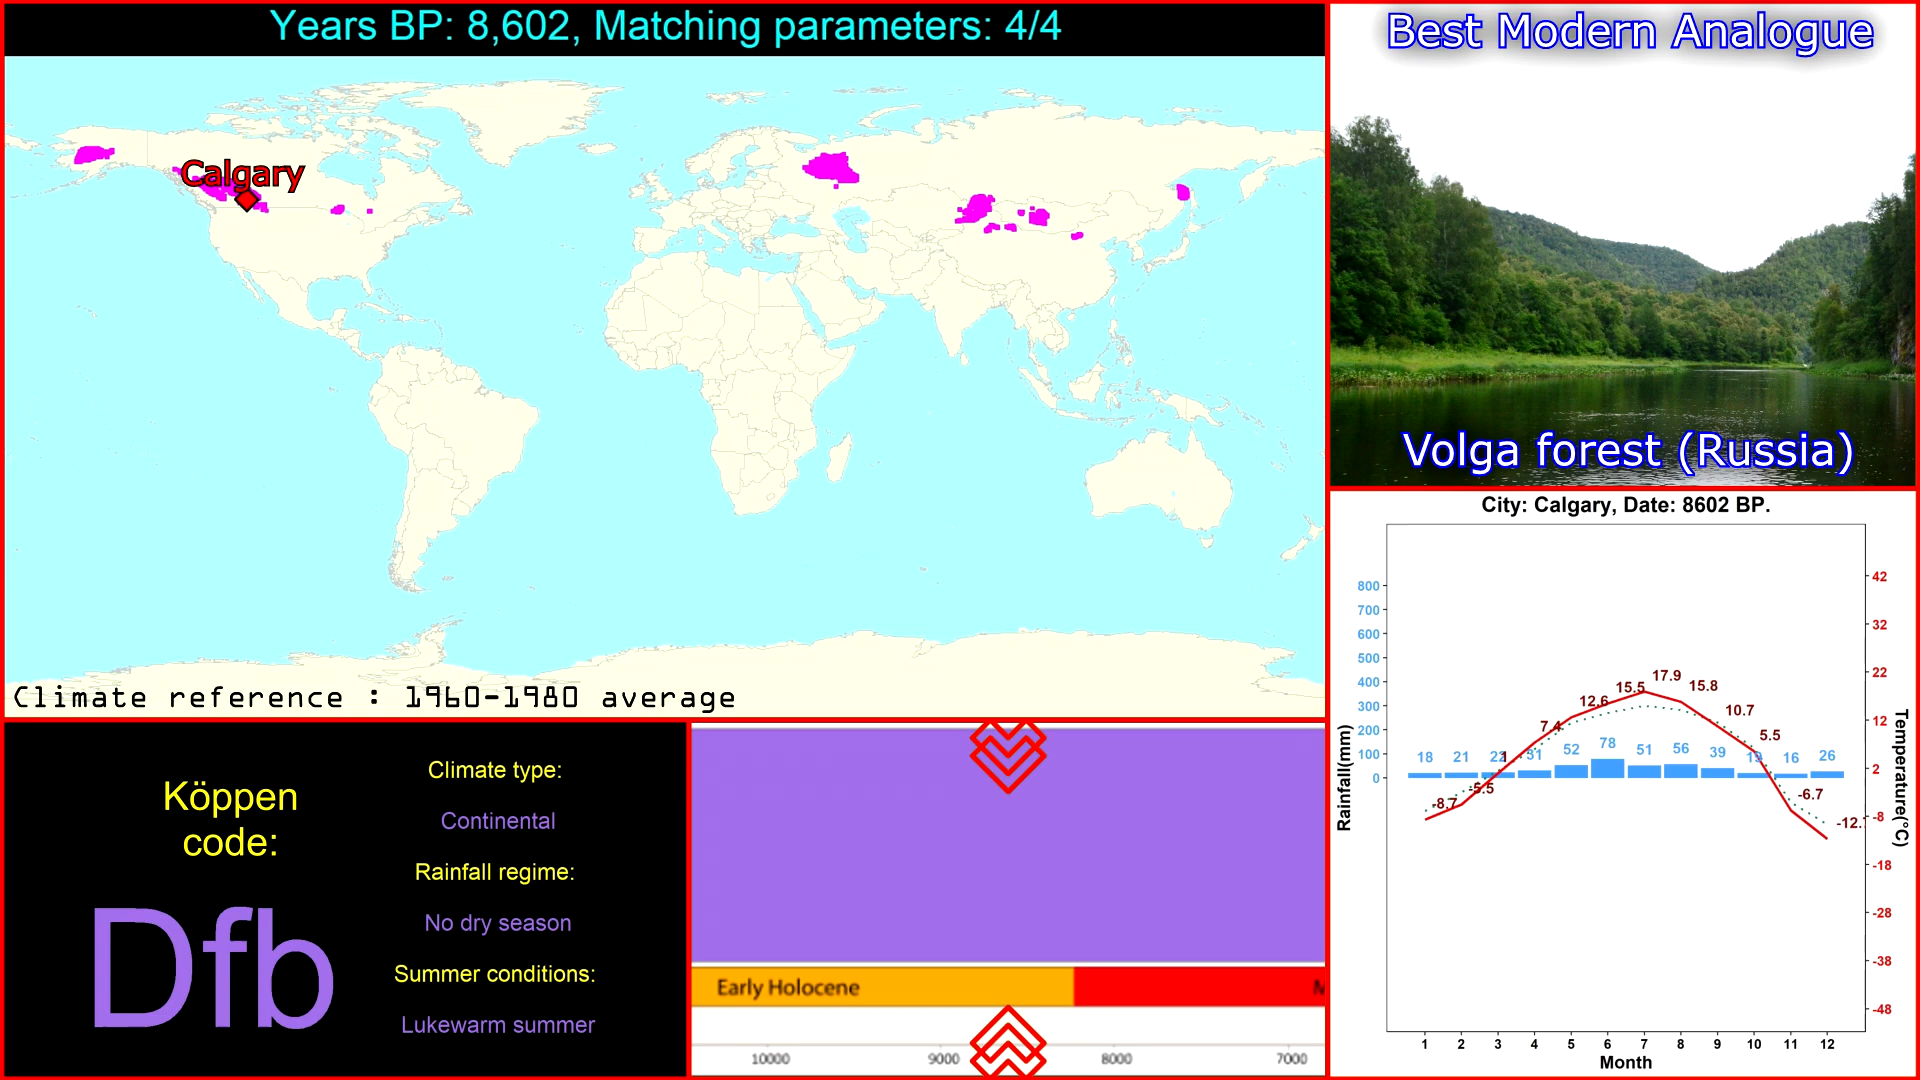 Years BP: 8,602, Matching parameters: 4/4
Calgary
Climate reference : 1960-1980 average
Best Modern Analogue
Volga forest (Russia)
Köppen
code:
Dfb
Climate type:
Continental
Rainfall regime:
No dry season
Summer conditions:
Lukewarm summer
Early Holocene
M
10000 9000 8000 7000
City: Calgary, Date: 8602 BP.
Rainfall(mm)
800
700
600
500
400
300
200
100
0
18 21 22 31 52 78 51 56 39 19 16 26
-8.7 -5.5 1 7.4 12.6 15.5 17.9 15.8 10.7 5.5 -6.7 -12.
42
32
22
12
2
-8
-18
-28
-38
-48
Temperature(°C)
1 2 3 4 5 6 7 8 9 10 11 12
Month